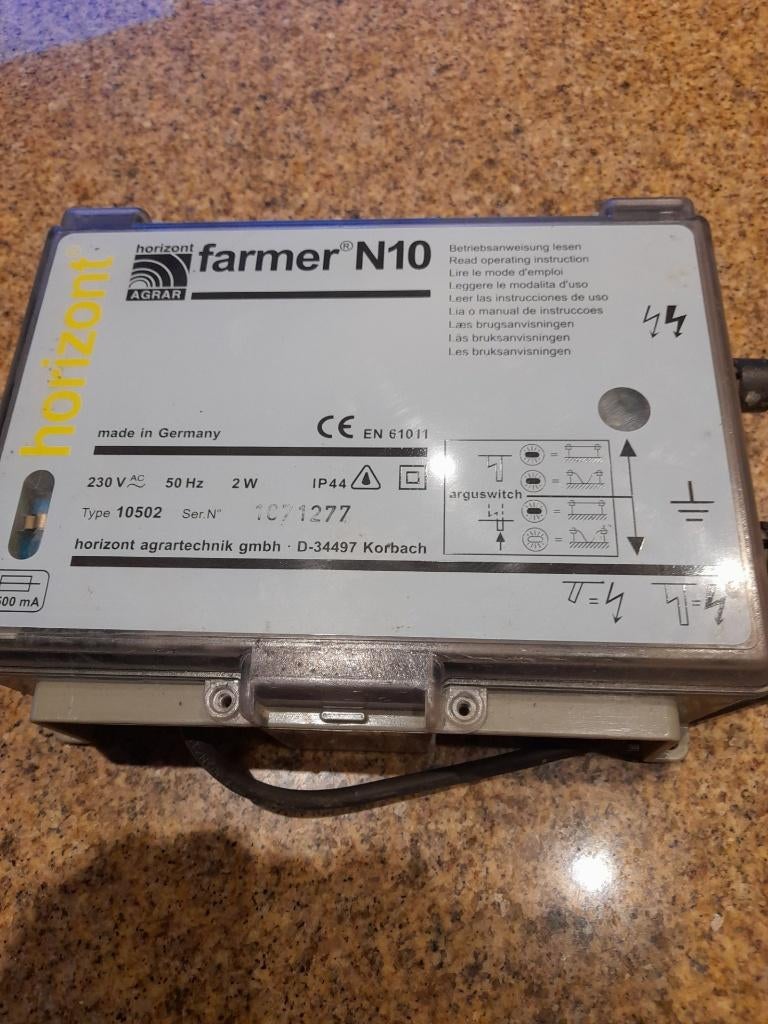 horizont®
horizont
AGRAR
farmer® N10
Betriebsanweisung lesen
Read operating instruction
Lire le mode d'emploi
Leggere le modalita d'uso
Leer las instrucciones de uso
Lia o manual de instruccoes
Læs brugsanvisningen
Läs bruksanvisningen
Les bruksanvisningen
made in Germany
CE EN 61011
230 V AC 50 Hz 2 W IP44
Type 10502 Ser.N°
horizont agrartechnik gmbh · D-34497 Korbach
arguswitch
500 mA